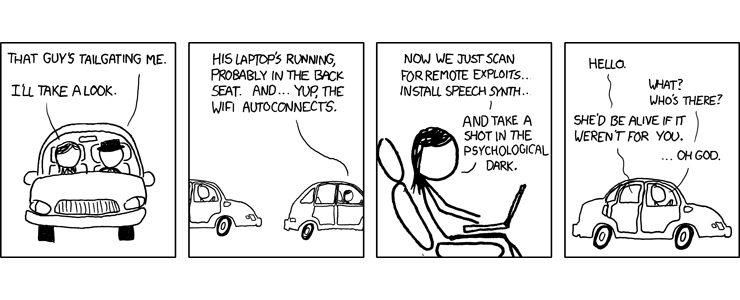 THAT GUY'S TAILGATING ME.
I'LL TAKE A LOOK.
HIS LAPTOP'S RUNNING,
PROBABLY IN THE BACK
SEAT. AND... YUP, THE
WIFI AUTOCONNECTS.
NOW WE JUST SCAN
FOR REMOTE EXPLOITS..
INSTALL SPEECH SYNTH..
AND TAKE A
SHOT IN THE
PSYCHOLOGICAL
DARK.
HELLO.
WHAT?
WHO'S THERE?
SHE'D BE ALIVE IF IT
WEREN'T FOR YOU.
...OH GOD.